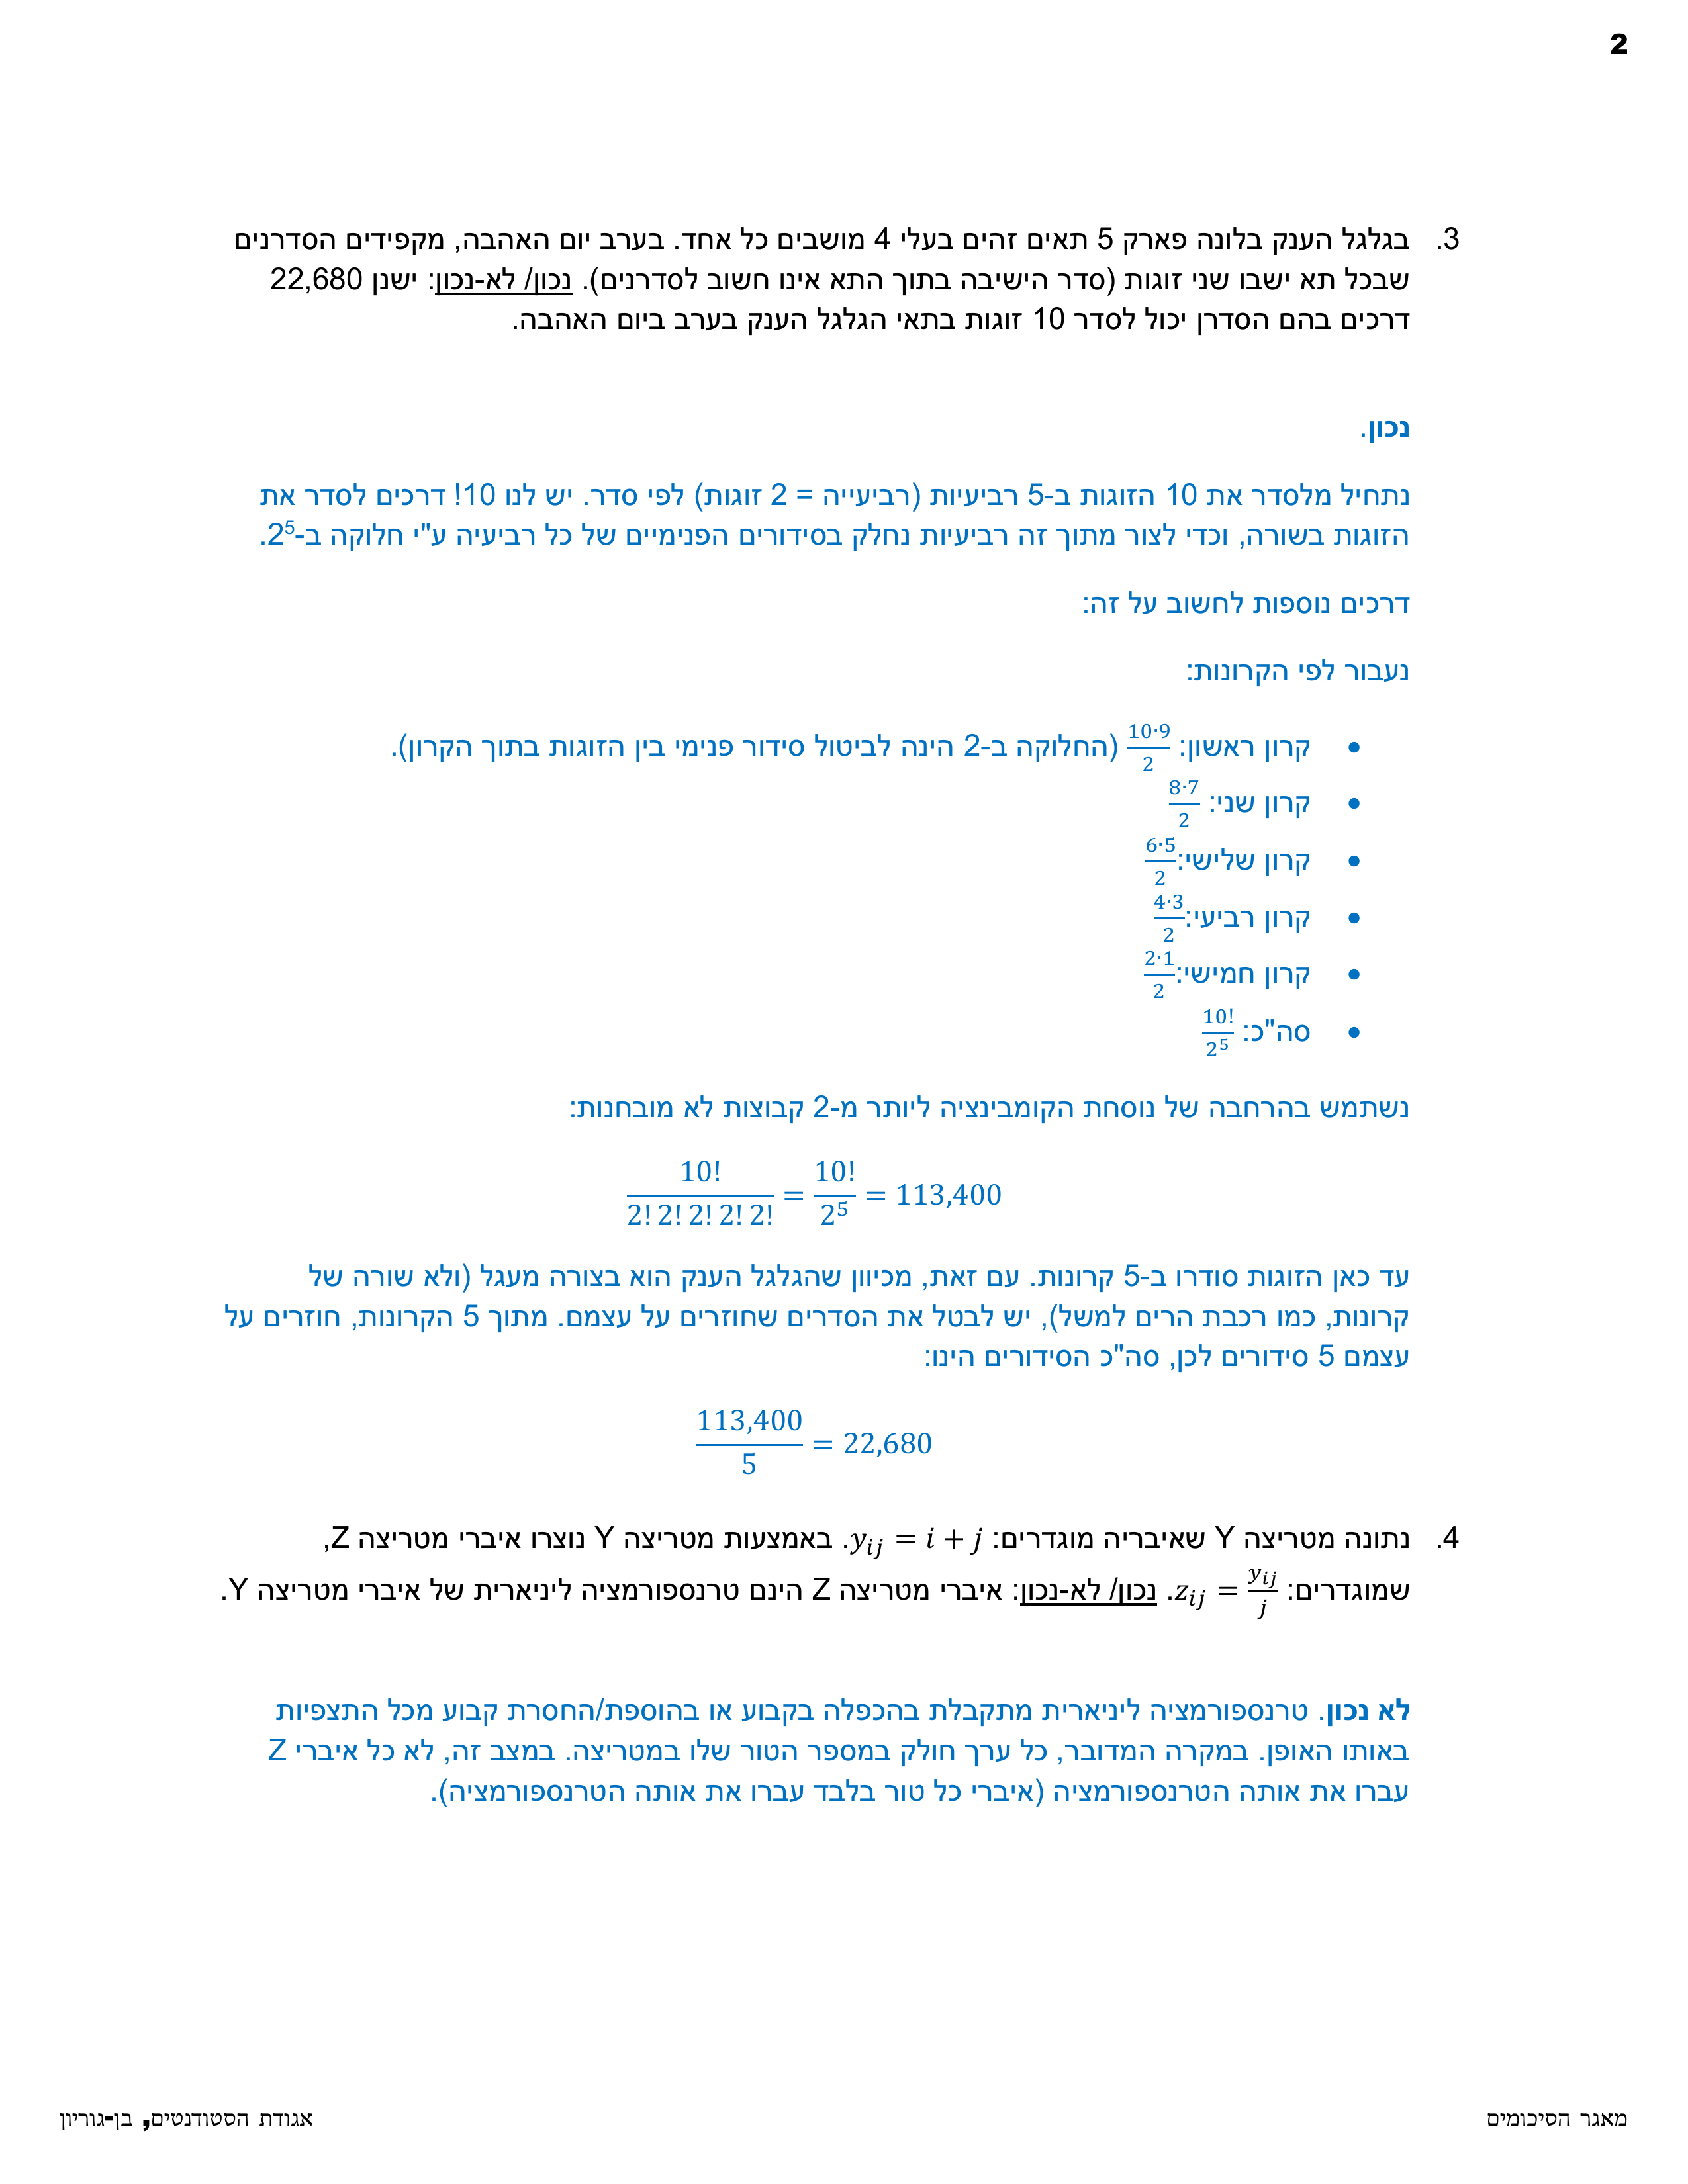 2
3. בגלגל הענק בלונה פארק 5 תאים זהים בעלי 4 מושבים כל אחד. בערב יום האהבה, מקפידים הסדרנים
שבכל תא ישבו שני זוגות (סדר הישיבה בתוך התא אינו חשוב לסדרנים). נכון/ לא-נכון: ישנן 22,680
דרכים בהם הסדרן יכול לסדר 10 זוגות בתאי הגלגל הענק בערב ביום האהבה.
נכון.
נתחיל מלסדר את 10 הזוגות ב-5 רביעיות (רביעייה = 2 זוגות) לפי סדר. יש לנו 10! דרכים לסדר את
הזוגות בשורה, וכדי לצור מתוך זה רביעיות נחלק בסידורים הפנימיים של כל רביעיה ע"י חלוקה ב-2⁵.
דרכים נוספות לחשוב על זה:
נעבור לפי הקרונות:
• קרון ראשון: \frac{10·9}{2} (החלוקה ב-2 הינה לביטול סידור פנימי בין הזוגות בתוך הקרון).
• קרון שני: \frac{8·7}{2}
• קרון שלישי: \frac{6·5}{2}
• קרון רביעי: \frac{4·3}{2}
• קרון חמישי: \frac{2·1}{2}
• סה"כ: \frac{10!}{2^5}
נשתמש בהרחבה של נוסחת הקומבינציה ליותר מ-2 קבוצות לא מובחנות:
\frac{10!}{2! 2! 2! 2! 2!} = \frac{10!}{2^5} = 113,400
עד כאן הזוגות סודרו ב-5 קרונות. עם זאת, מכיוון שהגלגל הענק הוא בצורה מעגל (ולא שורה של
קרונות, כמו רכבת הרים למשל), יש לבטל את הסדרים שחוזרים על עצמם. מתוך 5 הקרונות, חוזרים על
עצמם 5 סידורים לכן, סה"כ הסידורים הינו:
\frac{113,400}{5} = 22,680
4. נתונה מטריצה Y שאיבריה מוגדרים: y_{ij} = i + j. באמצעות מטריצה Y נוצרו איברי מטריצה Z,
שמוגדרים: z_{ij} = \frac{y_{ij}}{j}. נכון/ לא-נכון: איברי מטריצה Z הינם טרנספורמציה ליניארית של איברי מטריצה Y.
לא נכון. טרנספורמציה ליניארית מתקבלת בהכפלה בקבוע או בהוספת/החסרת קבוע מכל התצפיות
באותו האופן. במקרה המדובר, כל ערך חולק במספר הטור שלו במטריצה. במצב זה, לא כל איברי Z
עברו את אותה הטרנספורמציה (איברי כל טור בלבד עברו את אותה הטרנספורמציה).
מאגר הסיכומים
אגודת הסטודנטים, בן-גוריון